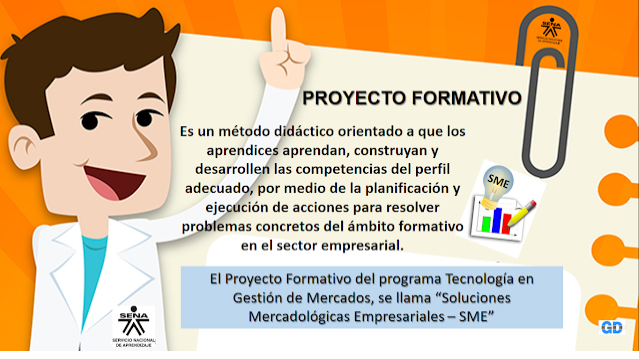 SENA
PROYECTO FORMATIVO
Es un método didáctico orientado a que los
aprendices aprendan, construyan y
desarrollen las competencias del perfil
adecuado, por medio de la planificación y
ejecución de acciones para resolver
problemas concretos del ámbito formativo
en el sector empresarial.
SME
El Proyecto Formativo del programa Tecnología en
Gestión de Mercados, se llama “Soluciones
Mercadológicas Empresariales – SME”
SENA
SERVICIO NACIONAL
DE APRENDIZAJE
GD